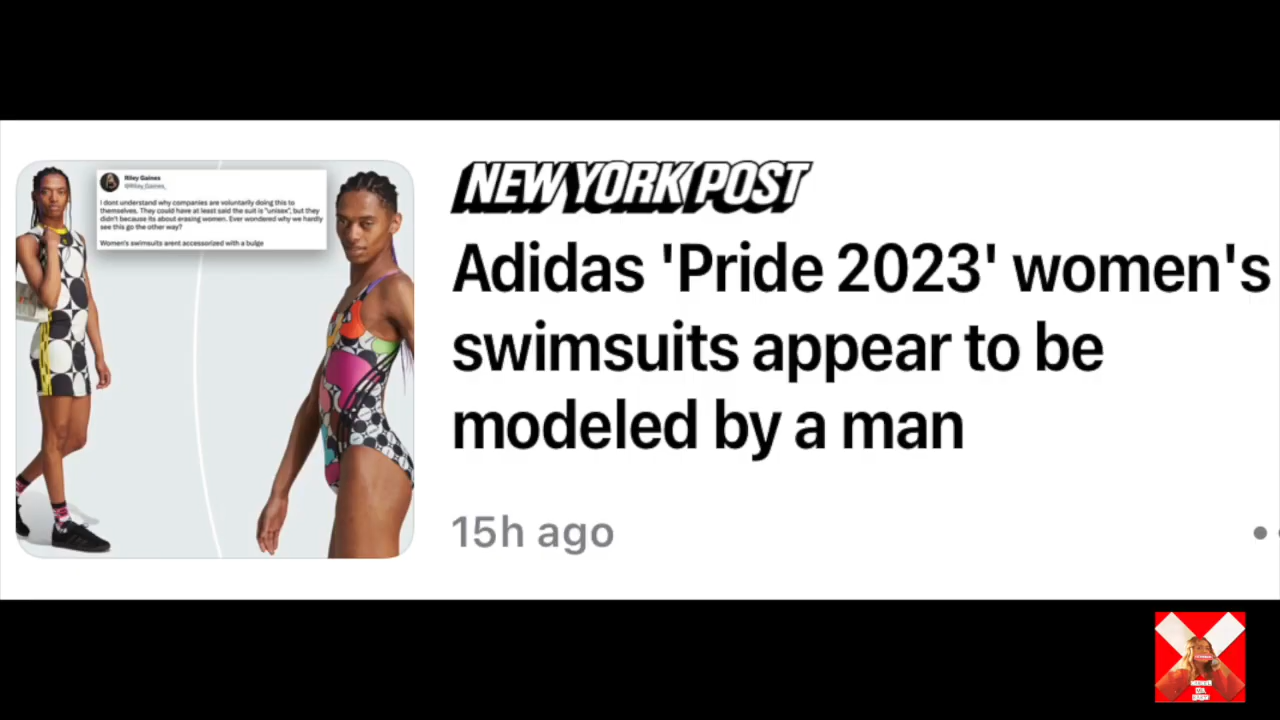 Riley Gaines
@Riley_Gaines_
I dont understand why companies are voluntarily doing this to
themselves. They could have at least said the suit is "unisex", but they
didn't because its about erasing women. Ever wondered why we hardly
see this go the other way?
Women's swimsuits arent accessorized with a bulge
NEW YORK POST
Adidas 'Pride 2023' women's
swimsuits appear to be
modeled by a man
15h ago